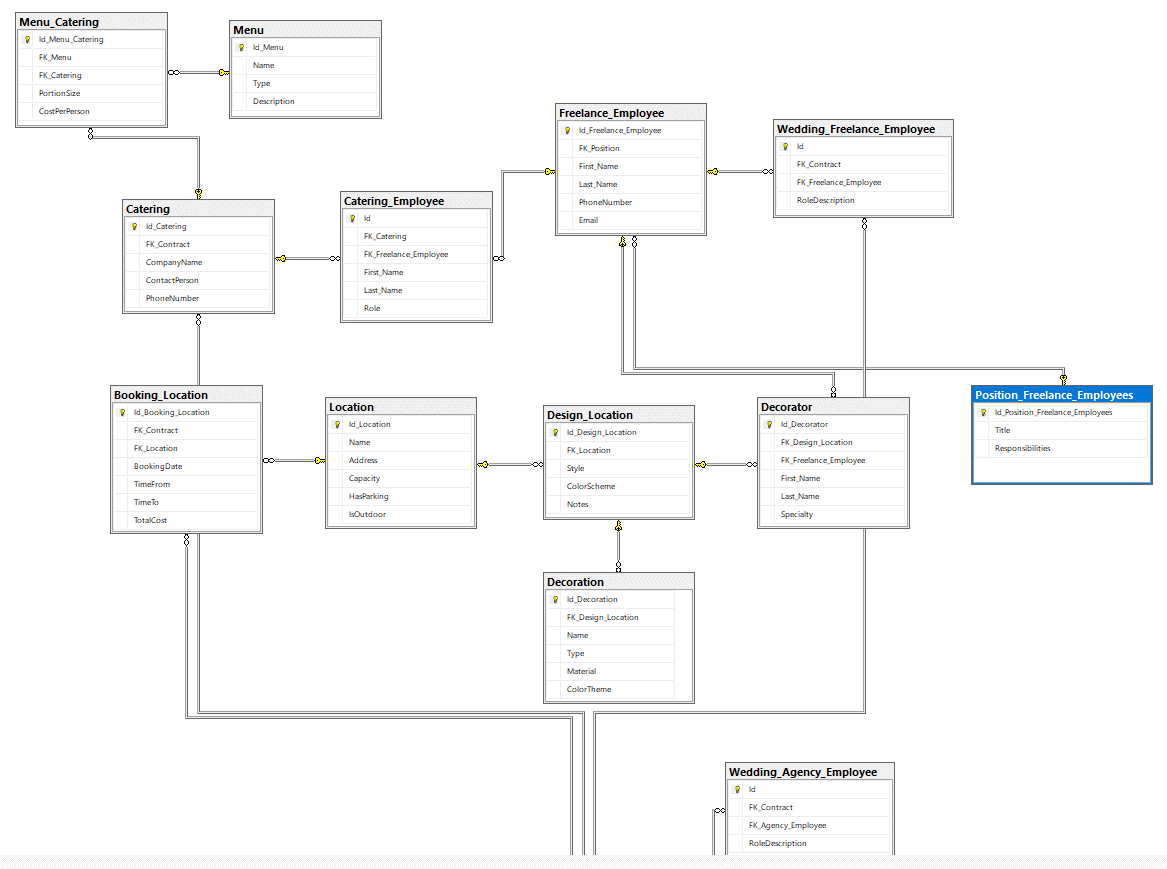 Menu_Catering
Id_Menu_Catering
FK_Menu
FK_Catering
PortionSize
CostPerPerson
Menu
Id_Menu
Name
Type
Description
Freelance_Employee
Id_Freelance_Employee
FK_Position
First_Name
Last_Name
PhoneNumber
Email
Wedding_Freelance_Employee
Id
FK_Contract
FK_Freelance_Employee
RoleDescription
Catering
Id_Catering
FK_Contract
CompanyName
ContactPerson
PhoneNumber
Catering_Employee
Id
FK_Catering
FK_Freelance_Employee
First_Name
Last_Name
Role
Booking_Location
Id_Booking_Location
FK_Contract
FK_Location
BookingDate
TimeFrom
TimeTo
TotalCost
Location
Id_Location
Name
Address
Capacity
HasParking
IsOutdoor
Design_Location
Id_Design_Location
FK_Location
Style
ColorScheme
Notes
Decorator
Id_Decorator
FK_Design_Location
FK_Freelance_Employee
First_Name
Last_Name
Specialty
Position_Freelance_Employees
Id_Position_Freelance_Employees
Title
Responsibilities
Decoration
Id_Decoration
FK_Design_Location
Name
Type
Material
ColorTheme
Wedding_Agency_Employee
Id
FK_Contract
FK_Agency_Employee
RoleDescription